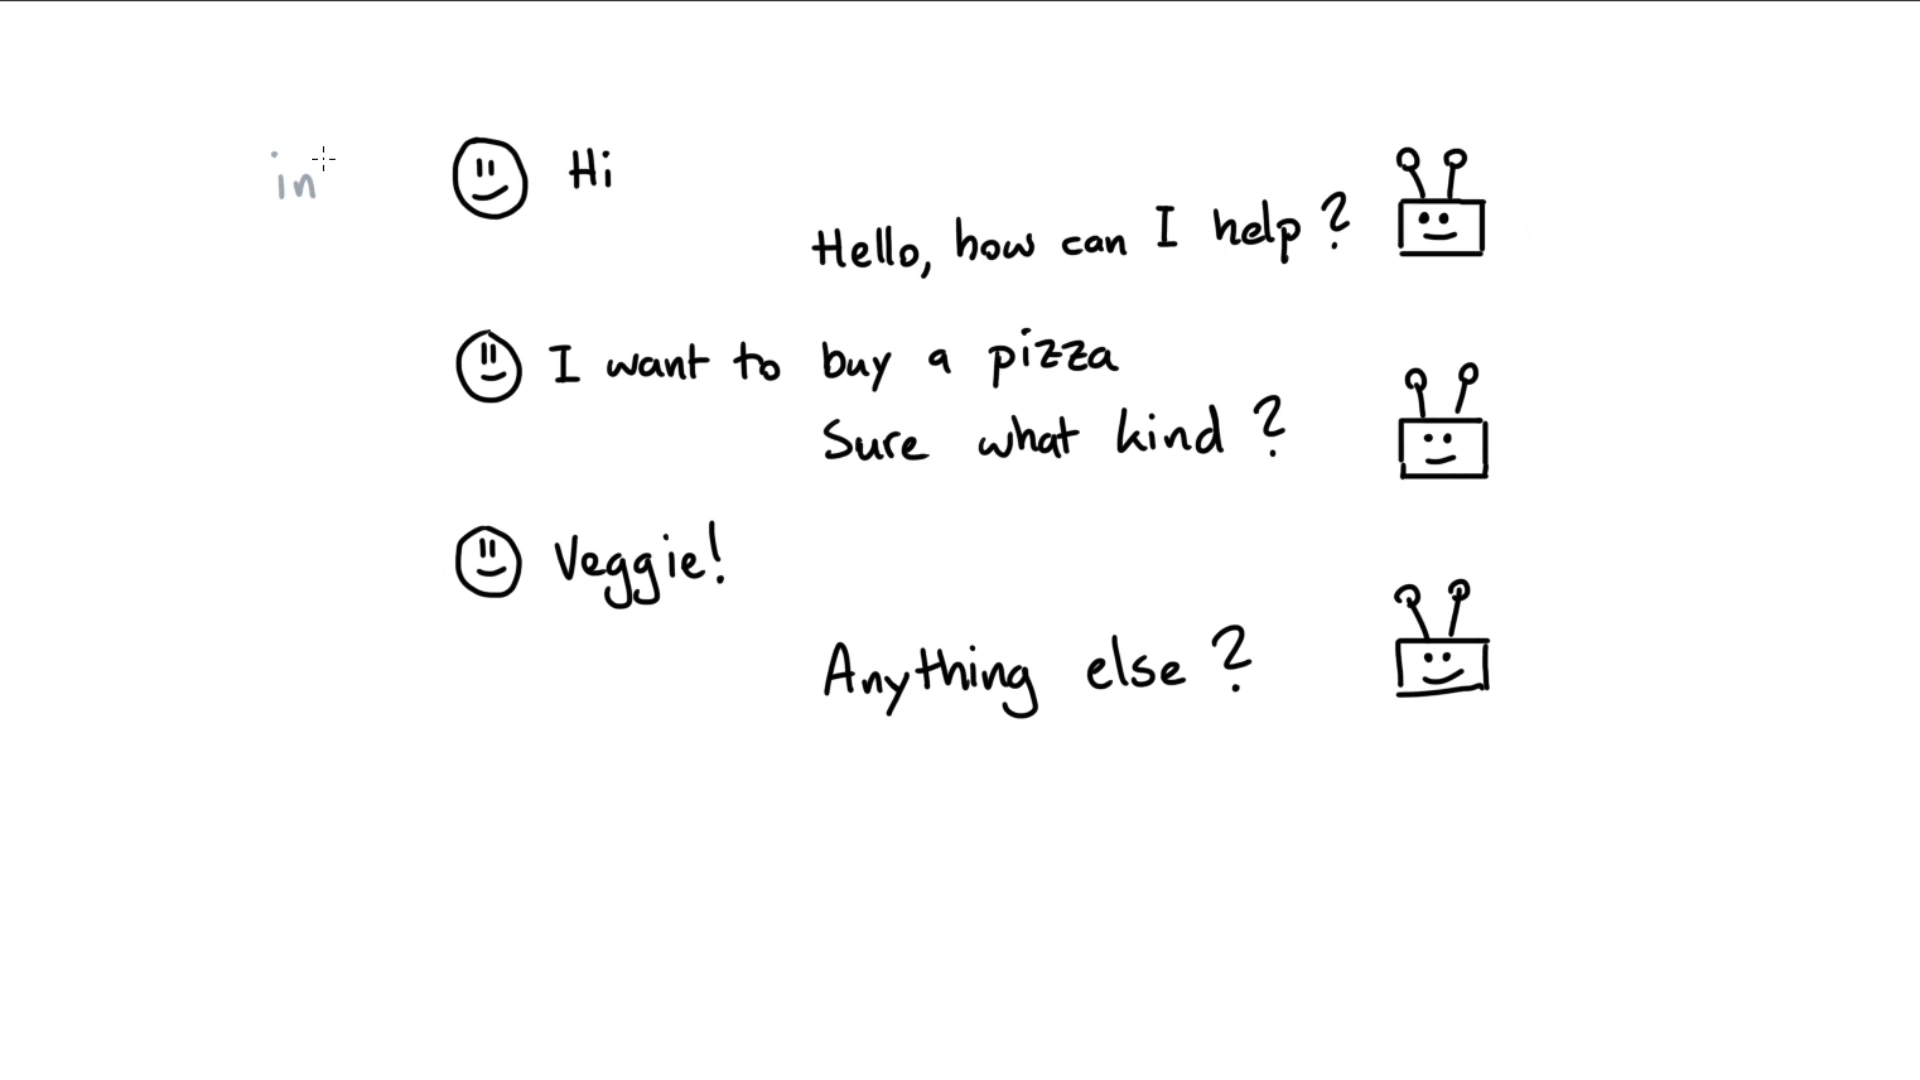 in
Hi
Hello, how can I help?
I want to buy a pizza
Sure what kind?
Veggie!
Anything else?